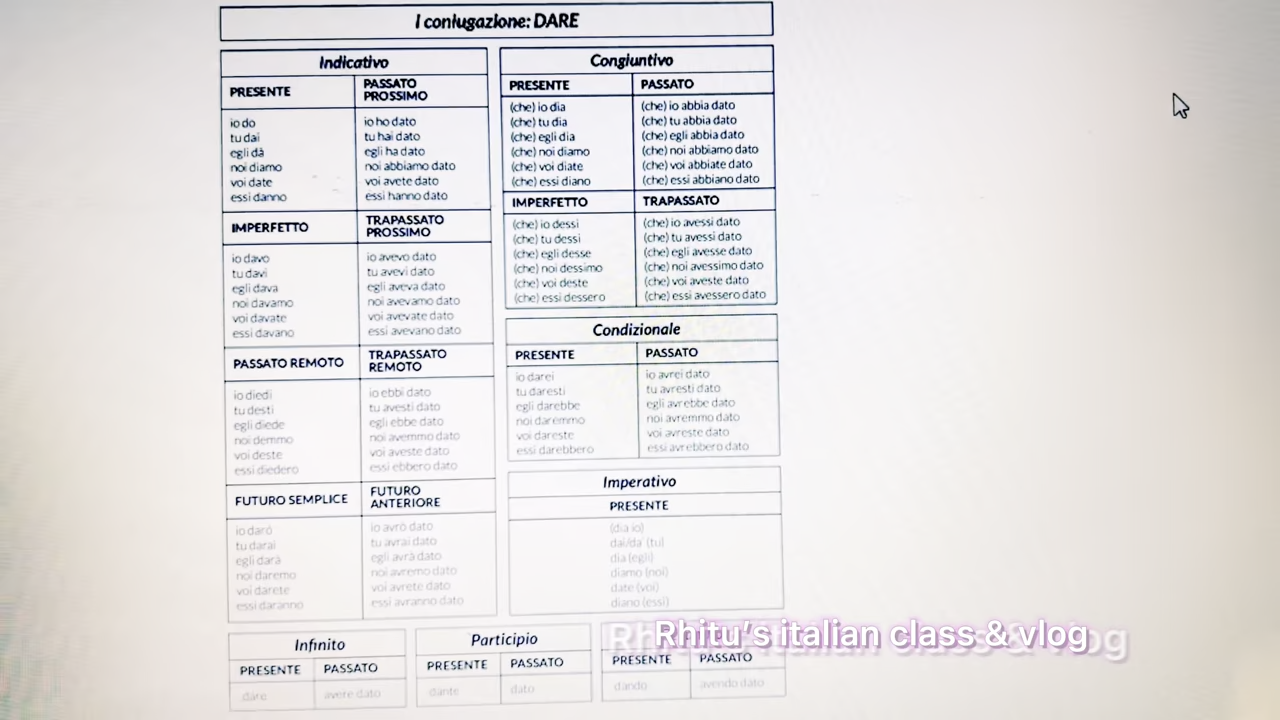 I coniugazione: DARE
Indicativo
PRESENTE
io do
tu dai
egli dà
noi diamo
voi date
essi danno
PASSATO
PROSSIMO
io ho dato
tu hai dato
egli ha dato
noi abbiamo dato
voi avete dato
essi hanno dato
IMPERFETTO
io davo
tu davi
egli dava
noi davamo
voi davate
essi davano
TRAPASSATO
PROSSIMO
io avevo dato
tu avevi dato
egli aveva dato
noi avevamo dato
voi avevate dato
essi avevano dato
PASSATO REMOTO
io diedi
tu desti
egli diede
noi demmo
voi deste
essi diedero
TRAPASSATO
REMOTO
io ebbi dato
tu avesti dato
egli ebbe dato
noi avemmo dato
voi aveste dato
essi ebbero dato
FUTURO SEMPLICE
io darò
tu darai
egli darà
noi daremo
voi darete
essi daranno
FUTURO
ANTERIORE
io avrò dato
tu avrai dato
egli avrà dato
noi avremo dato
voi avrete dato
essi avranno dato
Congiuntivo
PRESENTE
(che) io dia
(che) tu dia
(che) egli dia
(che) noi diamo
(che) voi diate
(che) essi diano
PASSATO
(che) io abbia dato
(che) tu abbia dato
(che) egli abbia dato
(che) noi abbiamo dato
(che) voi abbiate dato
(che) essi abbiano dato
IMPERFETTO
(che) io dessi
(che) tu dessi
(che) egli desse
(che) noi dessimo
(che) voi deste
(che) essi dessero
TRAPASSATO
(che) io avessi dato
(che) tu avessi dato
(che) egli avesse dato
(che) noi avessimo dato
(che) voi aveste dato
(che) essi avessero dato
Condizionale
PRESENTE
io darei
tu daresti
egli darebbe
noi daremmo
voi dareste
essi darebbero
PASSATO
io avrei dato
tu avresti dato
egli avrebbe dato
noi avremmo dato
voi avreste dato
essi avrebbero dato
Imperativo
PRESENTE
(dia io)
dai/da' (tu)
dia (egli)
diamo (noi)
date (voi)
diano (essi)
Infinito
PRESENTE
dare
PASSATO
avere dato
Participio
PRESENTE
dante
PASSATO
dato
Rhitu's italian class & vlog
PRESENTE
dando
PASSATO
avendo dato